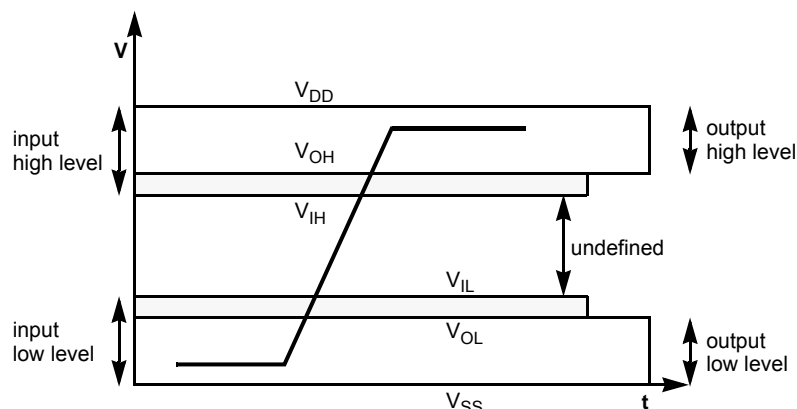 V
V_DD
input
high level
output
high level
V_OH
V_IH
undefined
V_IL
input
low level
V_OL
output
low level
V_SS
t